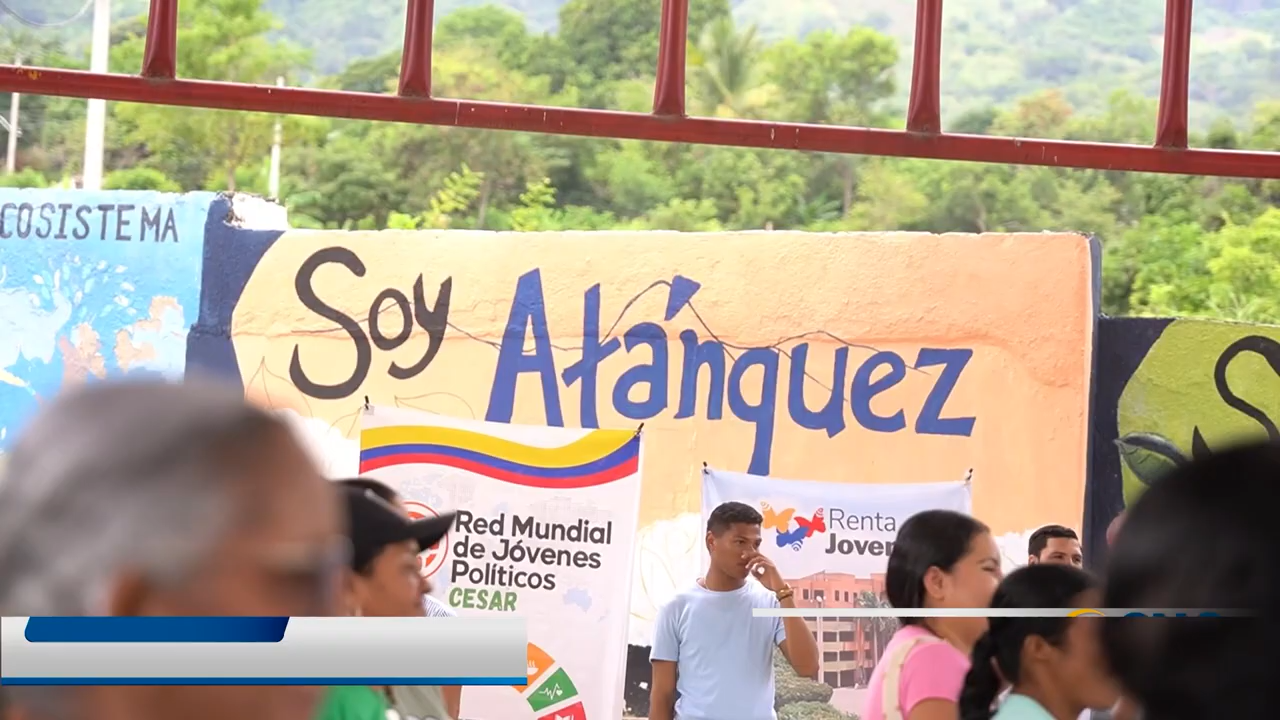 COSISTEMA
Soy Atánquez
Red Mundial
de Jóvenes
Políticos
CESAR
Renta
Joven